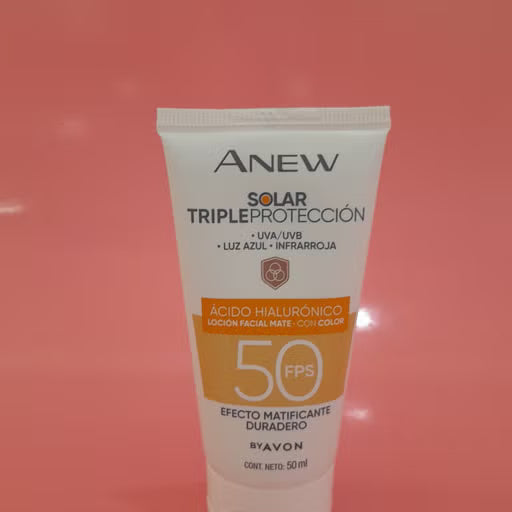 ANEW
SOLAR
TRIPLEPROTECCIÓN
• UVA/UVB
• LUZ AZUL • INFRARROJA
ÁCIDO HIALURÓNICO
LOCIÓN FACIAL MATE - CON COLOR
50 FPS
EFECTO MATIFICANTE
DURADERO
BY AVON
CONT. NETO: 50 ml